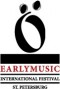 EARLYMUSIC
INTERNATIONAL FESTIVAL
ST. PETERSBURG